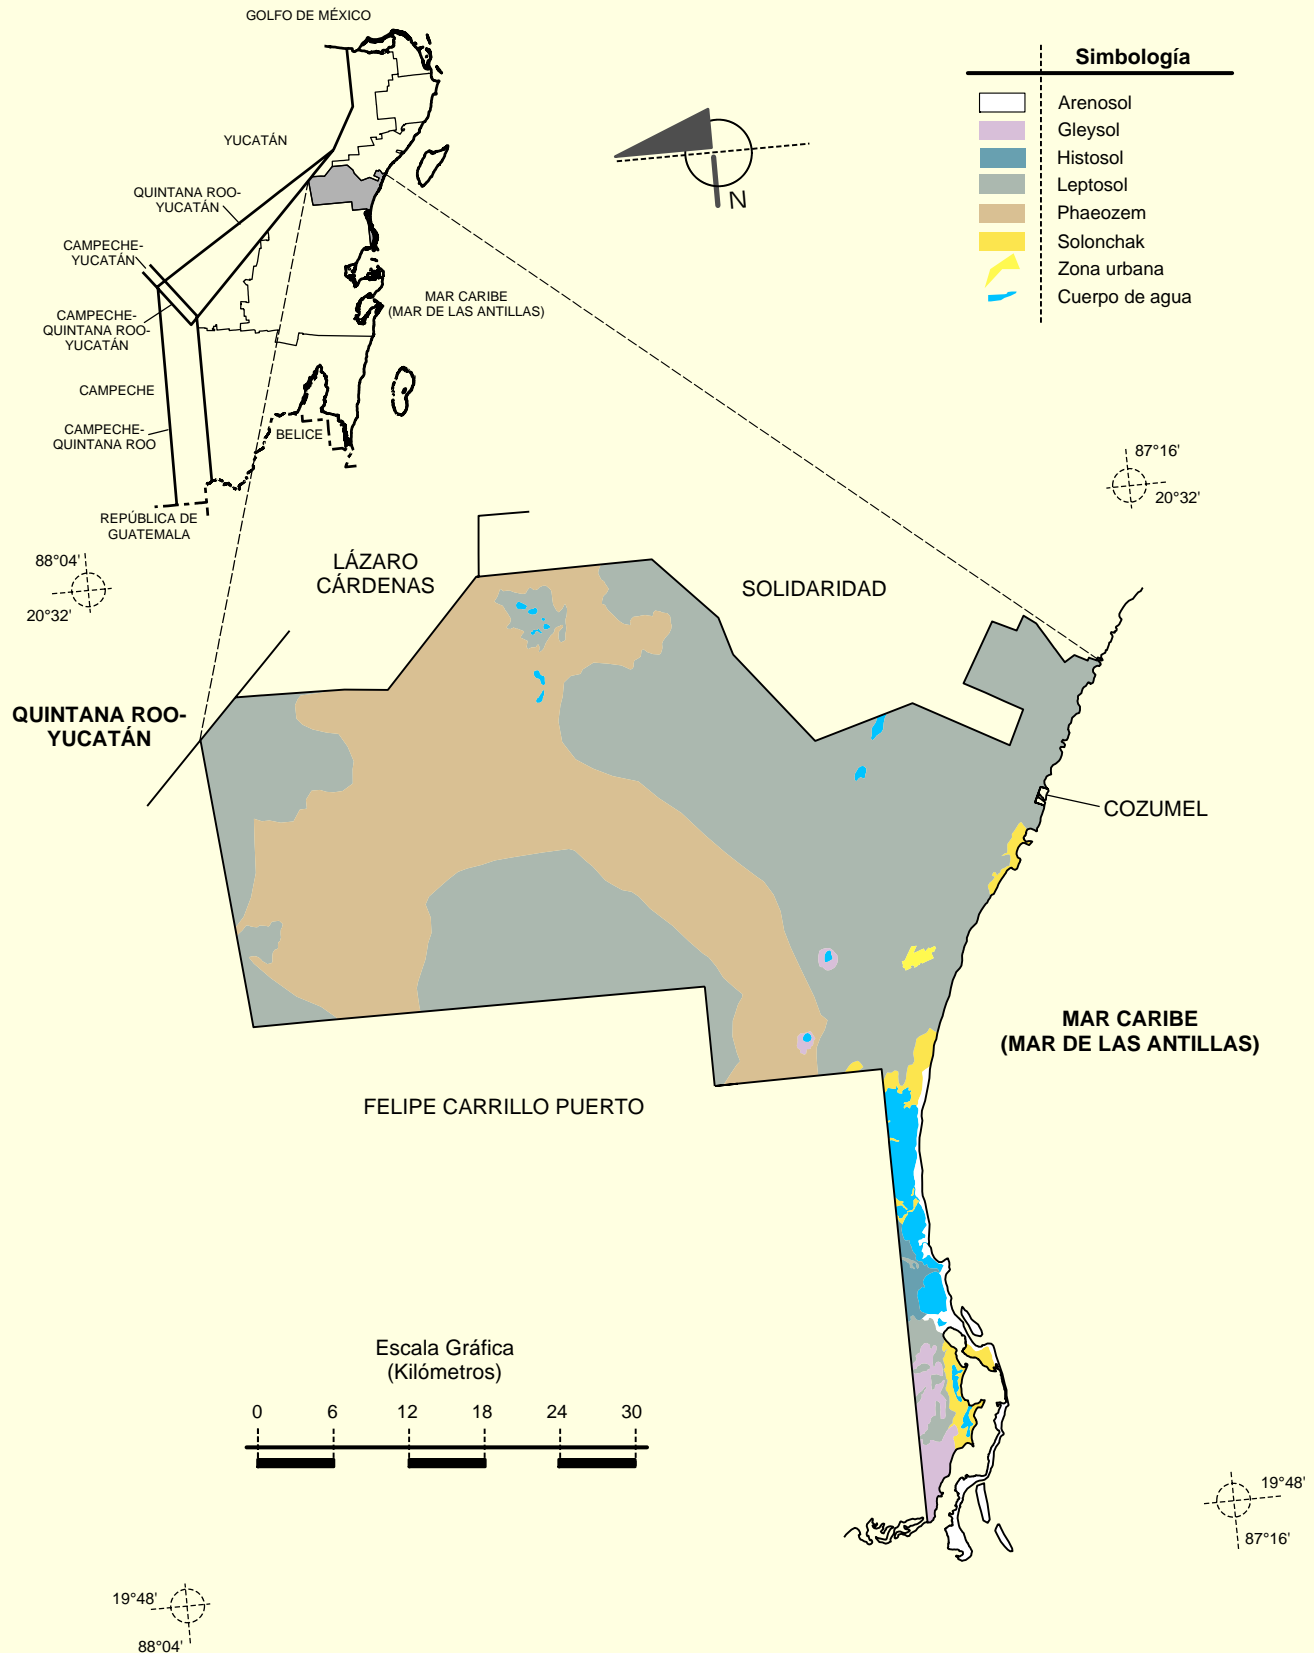 GOLFO DE MÉXICO
YUCATÁN
QUINTANA ROO-
YUCATÁN
CAMPECHE-
YUCATÁN
CAMPECHE-
QUINTANA ROO-
YUCATÁN
CAMPECHE
CAMPECHE-
QUINTANA ROO
BELICE
REPÚBLICA DE
GUATEMALA
MAR CARIBE
(MAR DE LAS ANTILLAS)
N
Simbología
Arenosol
Gleysol
Histosol
Leptosol
Phaeozem
Solonchak
Zona urbana
Cuerpo de agua
87°16'
20°32'
88°04'
20°32'
LÁZARO
CÁRDENAS
SOLIDARIDAD
QUINTANA ROO-
YUCATÁN
COZUMEL
MAR CARIBE
(MAR DE LAS ANTILLAS)
FELIPE CARRILLO PUERTO
Escala Gráfica
(Kilómetros)
0 6 12 18 24 30
19°48'
87°16'
19°48'
88°04'